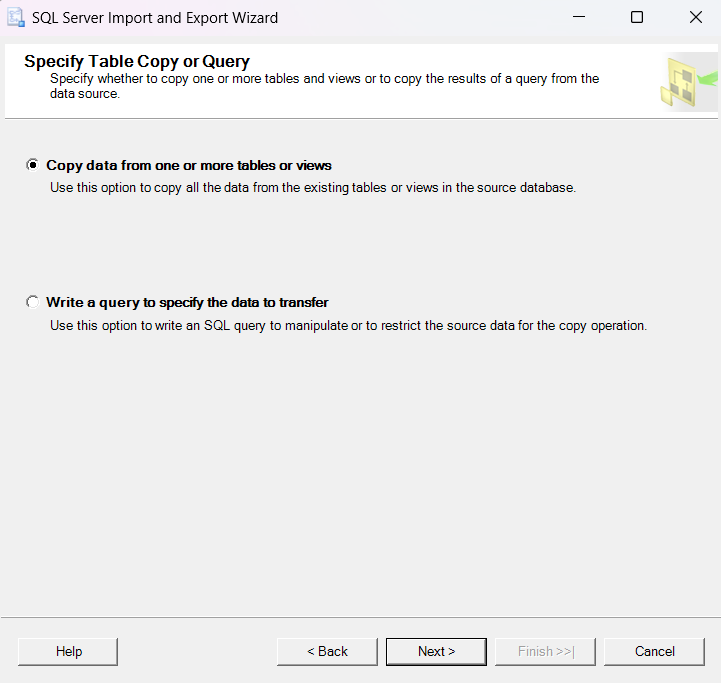 SQL Server Import and Export Wizard
Specify Table Copy or Query
Specify whether to copy one or more tables and views or to copy the results of a query from the
data source.
Copy data from one or more tables or views
Use this option to copy all the data from the existing tables or views in the source database.
Write a query to specify the data to transfer
Use this option to write an SQL query to manipulate or to restrict the source data for the copy operation.
Help
< Back
Next >
Finish >>|
Cancel